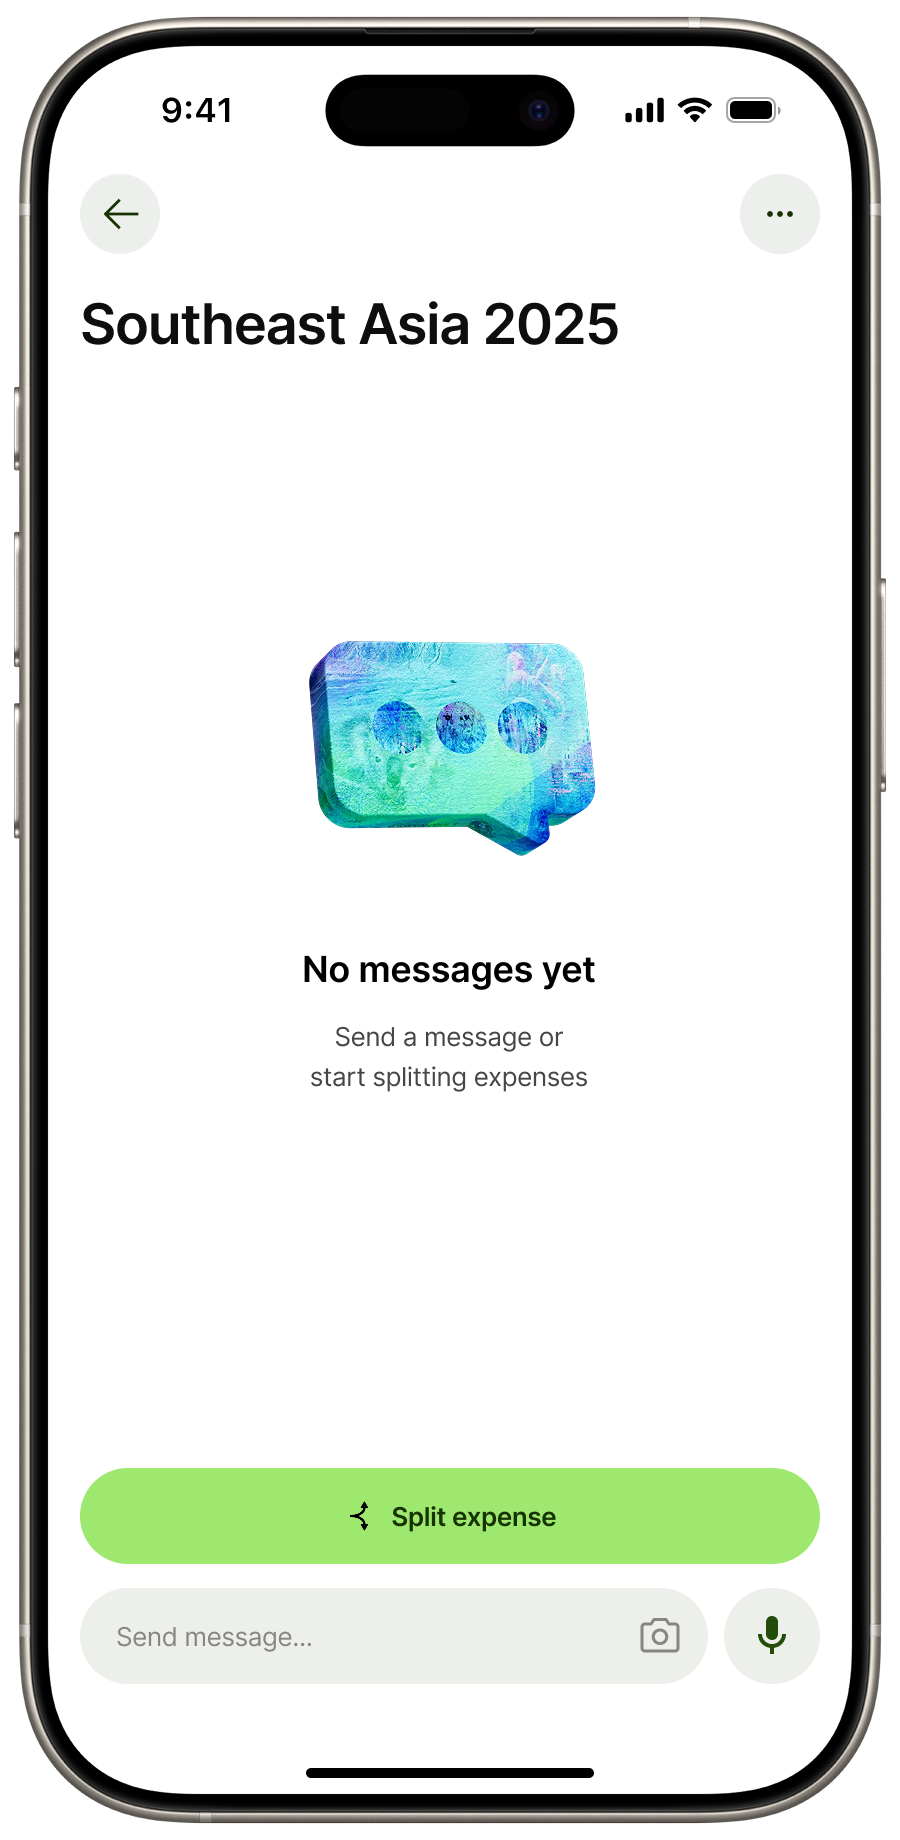 9:41
Southeast Asia 2025
No messages yet
Send a message or
start splitting expenses
Split expense
Send message...